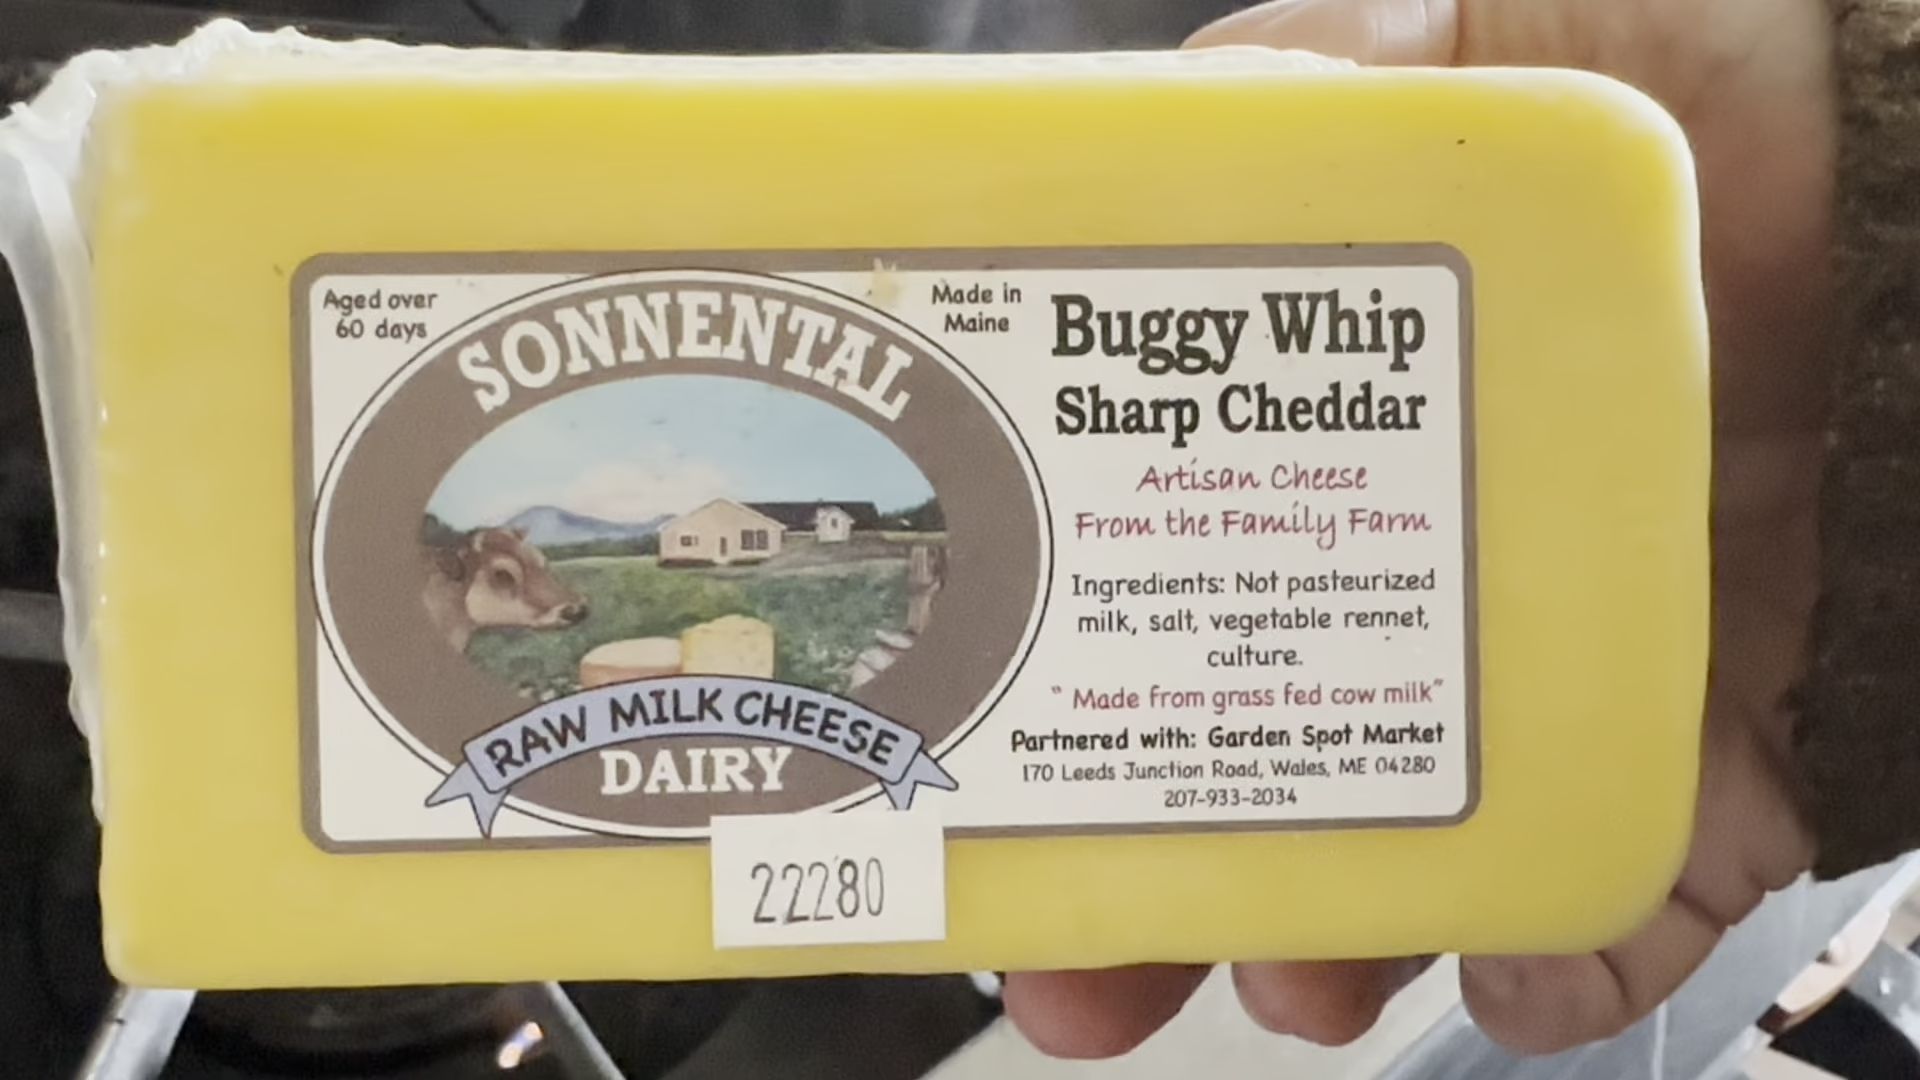 Aged over
60 days
SONNENTAL
RAW MILK CHEESE
DAIRY
Made in
Maine
Buggy Whip
Sharp Cheddar
Artisan Cheese
From the Family Farm
Ingredients: Not pasteurized
milk, salt, vegetable rennet,
culture.
" Made from grass fed cow milk"
Partnered with: Garden Spot Market
170 Leeds Junction Road, Wales, ME 04280
207-933-2034
22280